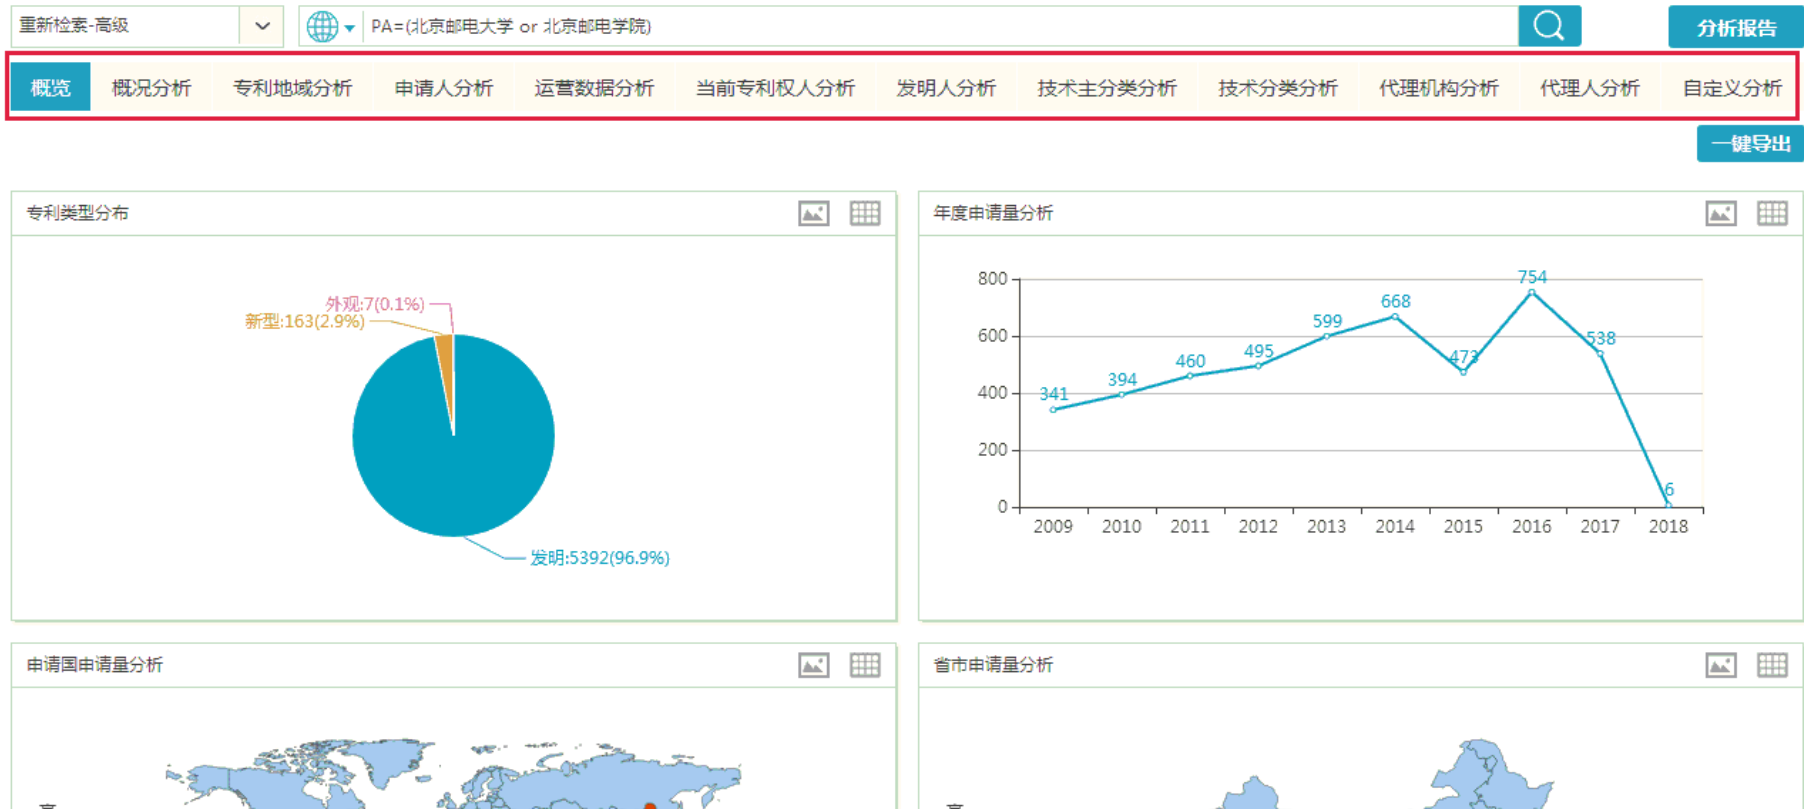 重新检索-高级
PA=(北京邮电大学 or 北京邮电学院)
分析报告
概览 概况分析 专利地域分析 申请人分析 运营数据分析 当前专利权人分析 发明人分析 技术主分类分析 技术分类分析 代理机构分析 代理人分析 自定义分析
一键导出
专利类型分布
外观:7(0.1%)
新型:163(2.9%)
发明:5392(96.9%)
年度申请量分析
800
600
400
200
0
341 394 460 495 599 668 473 754 538 6
2009 2010 2011 2012 2013 2014 2015 2016 2017 2018
申请国申请量分析
省市申请量分析